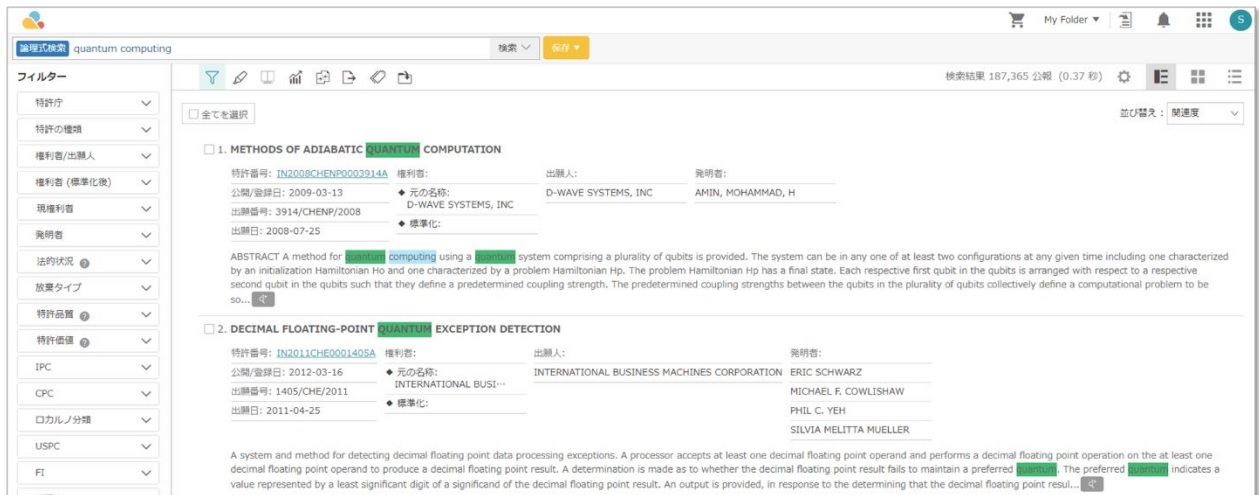 My Folder ▼
S
論理式検索 quantum computing
検索
保存 ▼
フィルター
検索結果 187,365 公報 (0.37 秒)
特許庁
特許の種類
権利者/出願人
権利者 (標準化後)
現権利者
発明者
法的状況
放棄タイプ
特許品質
特許価値
IPC
CPC
ロカルノ分類
USPC
FI
全てを選択
並び替え : 関連度
1. METHODS OF ADIABATIC QUANTUM COMPUTATION
特許番号: IN2008CHENP0003914A 権利者: 出願人: 発明者:
公開/登録日: 2009-03-13 ◆ 元の名称: D-WAVE SYSTEMS, INC AMIN, MOHAMMAD, H
D-WAVE SYSTEMS, INC
出願番号: 3914/CHENP/2008
◆ 標準化:
出願日: 2008-07-25
ABSTRACT A method for quantum computing using a quantum system comprising a plurality of qubits is provided. The system can be in any one of at least two configurations at any given time including one characterized
by an initialization Hamiltonian Ho and one characterized by a problem Hamiltonian Hp. The problem Hamiltonian Hp has a final state. Each respective first qubit in the qubits is arranged with respect to a respective
second qubit in the qubits such that they define a predetermined coupling strength. The predetermined coupling strengths between the qubits in the plurality of qubits collectively define a computational problem to be
so...
2. DECIMAL FLOATING-POINT QUANTUM EXCEPTION DETECTION
特許番号: IN2011CHE0001405A 権利者: 出願人: 発明者:
公開/登録日: 2012-03-16 ◆ 元の名称: INTERNATIONAL BUSINESS MACHINES CORPORATION ERIC SCHWARZ
INTERNATIONAL BUSI…
出願番号: 1405/CHE/2011 MICHAEL F. COWLISHAW
◆ 標準化:
出願日: 2011-04-25 PHIL C. YEH
SILVIA MELITTA MUELLER
A system and method for detecting decimal floating point data processing exceptions. A processor accepts at least one decimal floating point operand and performs a decimal floating point operation on the at least one
decimal floating point operand to produce a decimal floating point result. A determination is made as to whether the decimal floating point result fails to maintain a preferred quantum. The preferred quantum indicates a
value represented by a least significant digit of a significand of the decimal floating point result. An output is provided, in response to the determining that the decimal floating point resul...